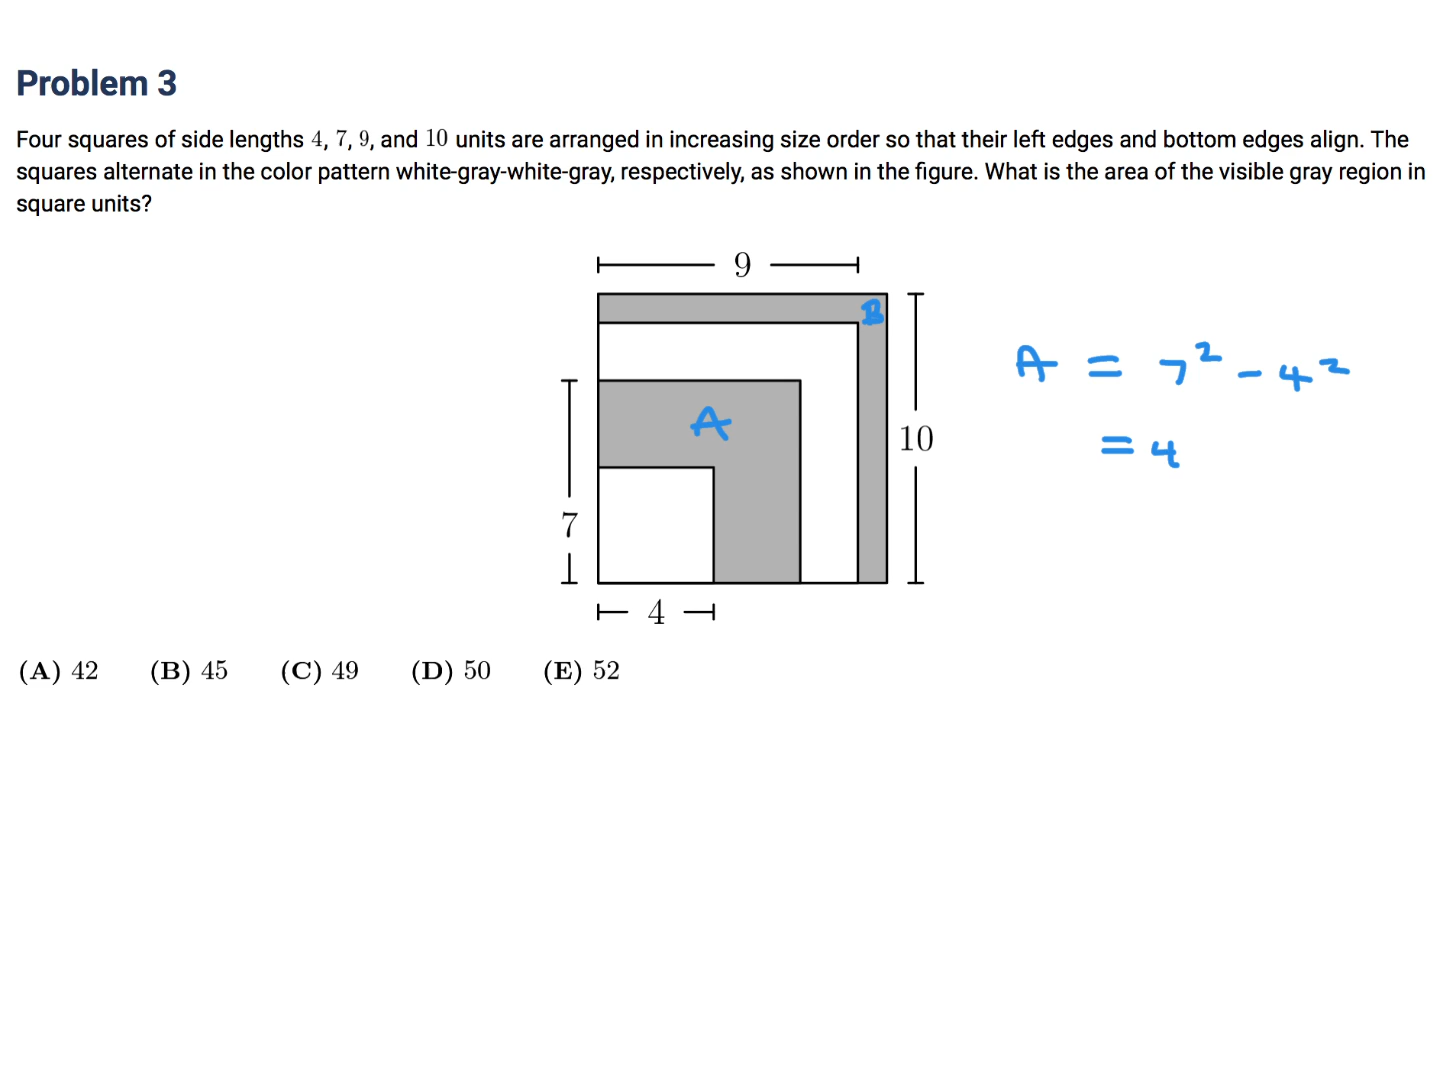 Problem 3
Four squares of side lengths 4, 7, 9, and 10 units are arranged in increasing size order so that their left edges and bottom edges align. The
squares alternate in the color pattern white-gray-white-gray, respectively, as shown in the figure. What is the area of the visible gray region in
square units?
9
B
A = 7² - 4²
A
10
= 4
7
4
(A) 42 (B) 45 (C) 49 (D) 50 (E) 52